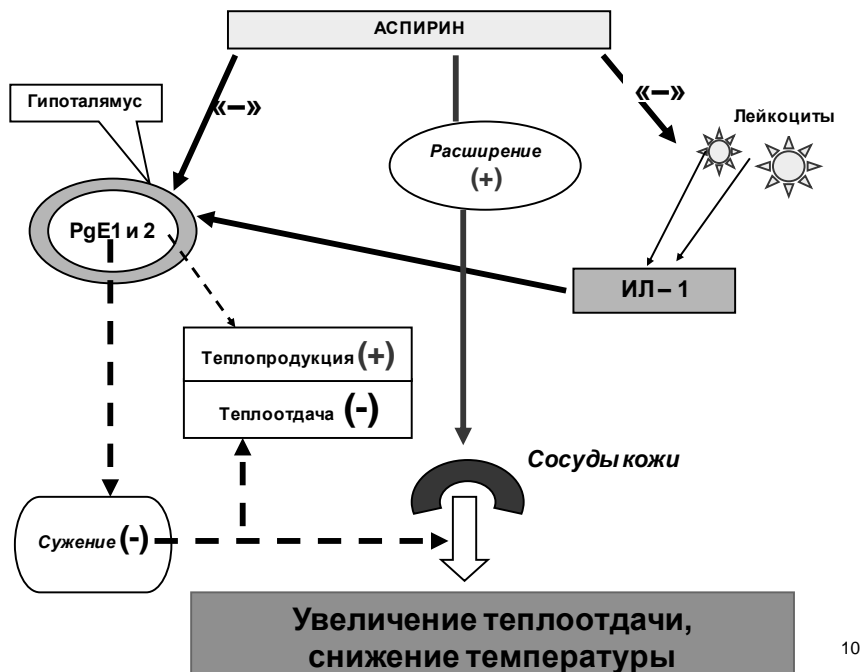 АСПИРИН
Гипоталямус
«–»
«–»
Лейкоциты
Расширение
(+)
PgE1 и 2
ИЛ – 1
Теплопродукция (+)
Теплоотдача (-)
Сосуды кожи
Сужение (-)
Увеличение теплоотдачи,
снижение температуры
10